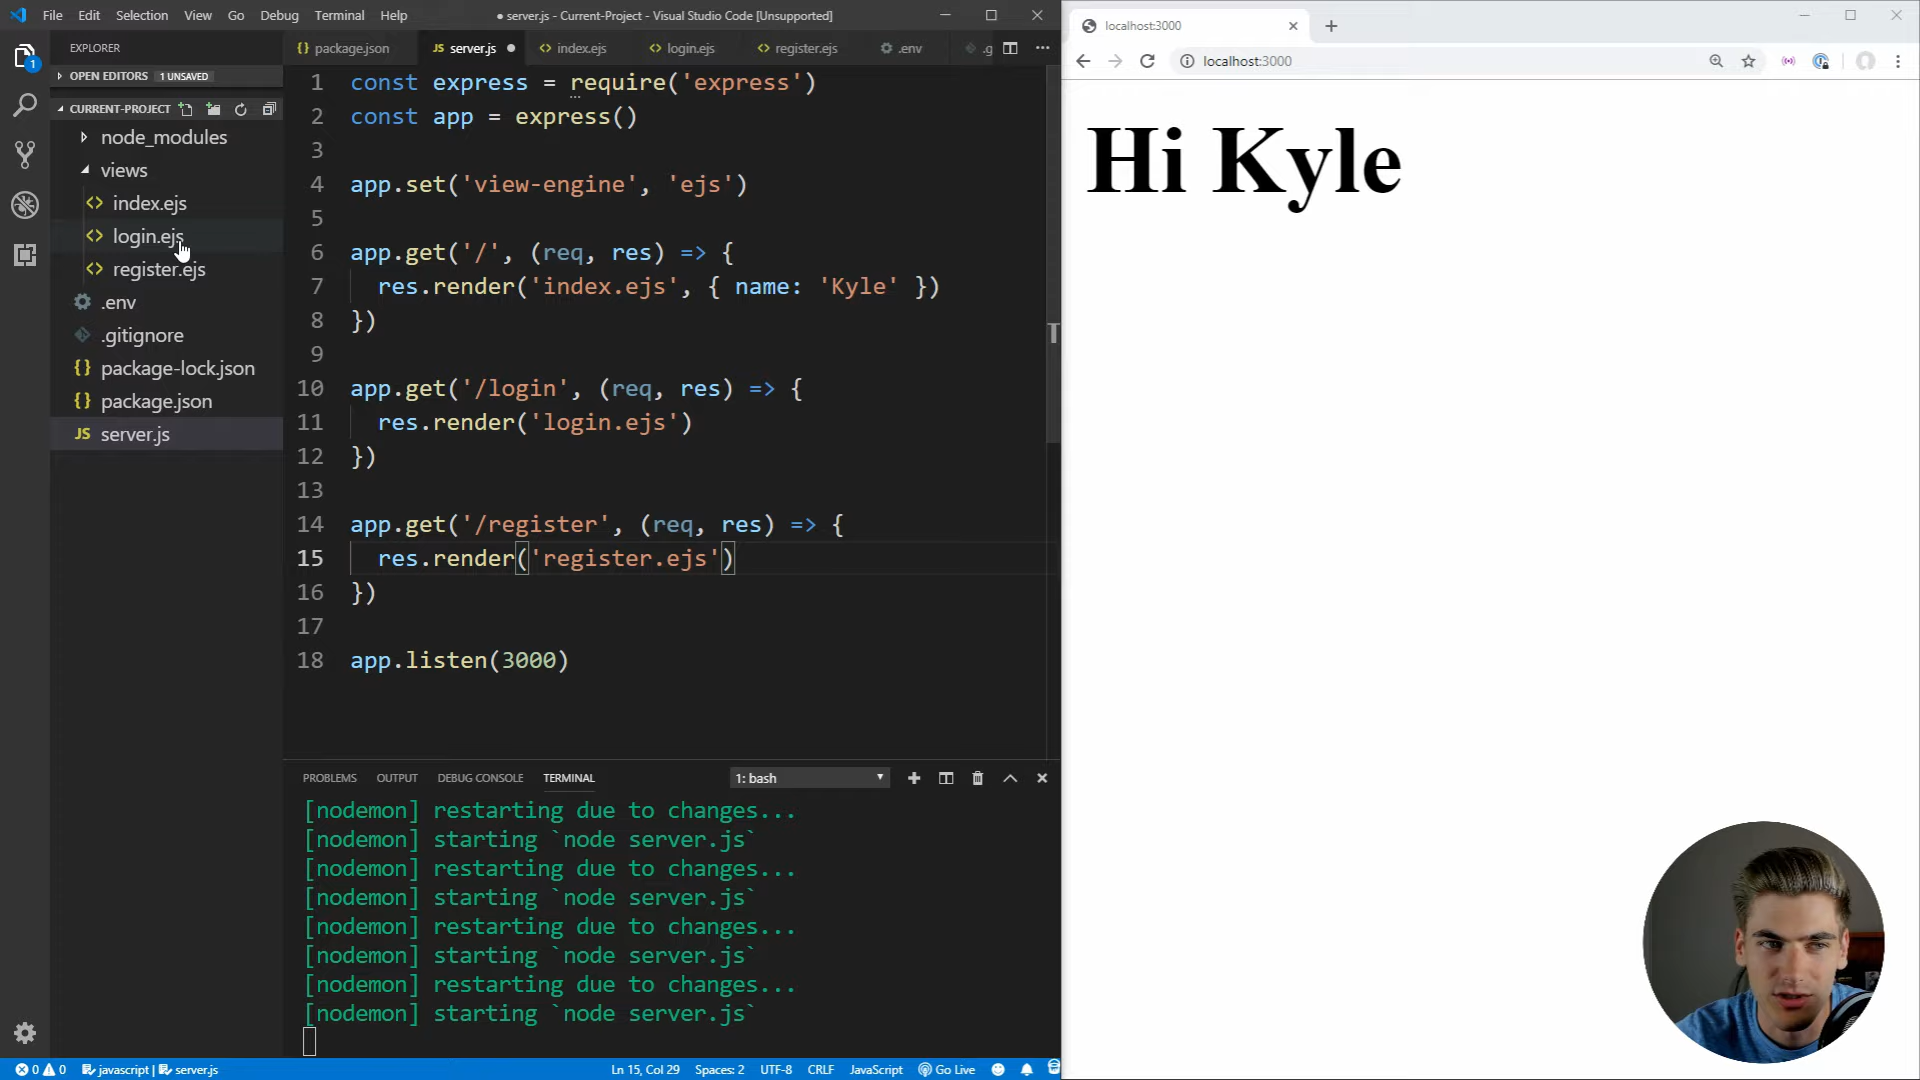 File Edit Selection View Go Debug Terminal Help
● server.js - Current-Project - Visual Studio Code [Unsupported]
EXPLORER
OPEN EDITORS 1 UNSAVED
CURRENT-PROJECT
node_modules
views
index.ejs
login.ejs
register.ejs
.env
.gitignore
package-lock.json
package.json
JS server.js
1
package.json JS server.js index.ejs login.ejs register.ejs .env .g
1 const express = require('express')
2 const app = express()
3
4 app.set('view-engine', 'ejs')
5
6 app.get('/', (req, res) => {
7 res.render('index.ejs', { name: 'Kyle' })
8 })
9
10 app.get('/login', (req, res) => {
11 res.render('login.ejs')
12 })
13
14 app.get('/register', (req, res) => {
15 res.render('register.ejs')
16 })
17
18 app.listen(3000)
PROBLEMS OUTPUT DEBUG CONSOLE TERMINAL 1: bash
[nodemon] restarting due to changes...
[nodemon] starting `node server.js`
[nodemon] restarting due to changes...
[nodemon] starting `node server.js`
[nodemon] restarting due to changes...
[nodemon] starting `node server.js`
[nodemon] restarting due to changes...
[nodemon] starting `node server.js`
0 0 javascript | server.js Ln 15, Col 29 Spaces: 2 UTF-8 CRLF JavaScript Go Live
localhost:3000
localhost:3000
Hi Kyle